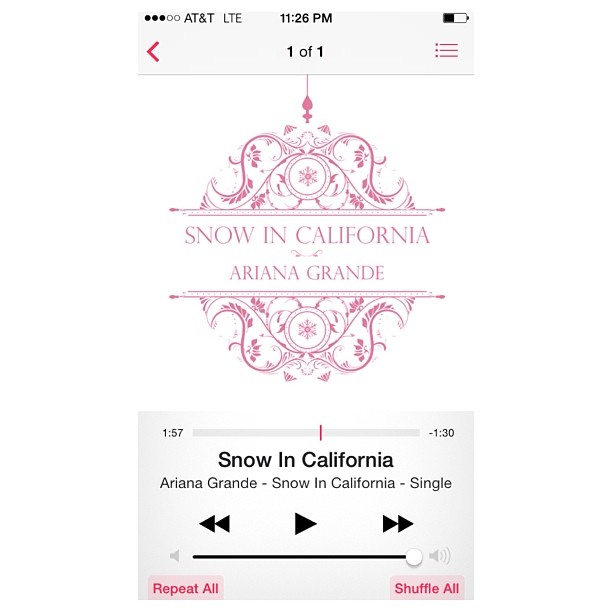 AT&T LTE 11:26 PM
1 of 1
SNOW IN CALIFORNIA
ARIANA GRANDE
1:57 -1:30
Snow In California
Ariana Grande - Snow In California - Single
Repeat All Shuffle All